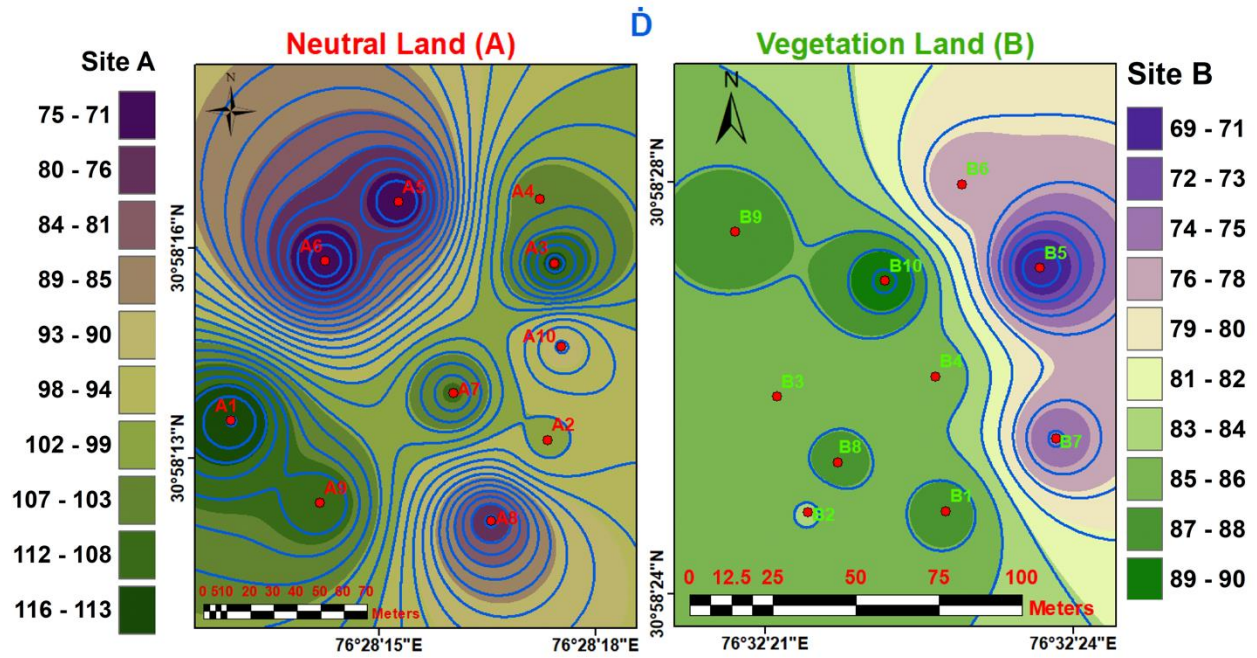 Ḋ
Neutral Land (A)
Vegetation Land (B)
Site A
75 - 71
80 - 76
84 - 81
89 - 85
93 - 90
98 - 94
102 - 99
107 - 103
112 - 108
116 - 113
N
A5
A4
A6
A3
A10
A7
A1
A2
A9
A8
30°58'16"N
30°58'13"N
0 5 10 20 30 40 50 60 70
Meters
76°28'15"E
76°28'18"E
N
B6
B9
B5
B10
B4
B3
B7
B8
B1
B2
30°58'28"N
30°58'24"N
0 12.5 25 50 75 100
Meters
76°32'21"E
76°32'24"E
Site B
69 - 71
72 - 73
74 - 75
76 - 78
79 - 80
81 - 82
83 - 84
85 - 86
87 - 88
89 - 90